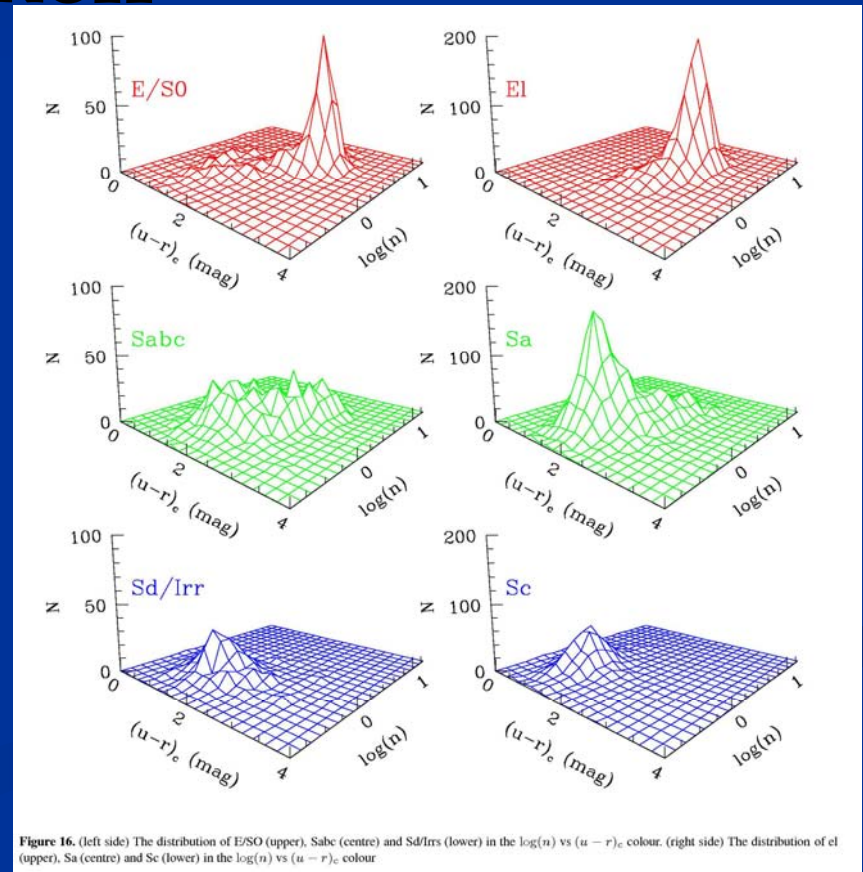 100
50
0
N
E/S0
0
2
4
(u−r)c (mag)
0
1
log(n)
200
100
0
N
El
0
2
4
(u−r)c (mag)
0
1
log(n)
100
50
0
N
Sabc
0
2
4
(u−r)c (mag)
0
1
log(n)
200
100
0
N
Sa
0
2
4
(u−r)c (mag)
0
1
log(n)
100
50
0
N
Sd/Irr
0
2
4
(u−r)c (mag)
0
1
log(n)
200
100
0
N
Sc
0
2
4
(u−r)c (mag)
0
1
log(n)
Figure 16. (left side) The distribution of E/SO (upper), Sabc (centre) and Sd/Irrs (lower) in the log(n) vs (u − r)c colour. (right side) The distribution of el
(upper), Sa (centre) and Sc (lower) in the log(n) vs (u − r)c colour